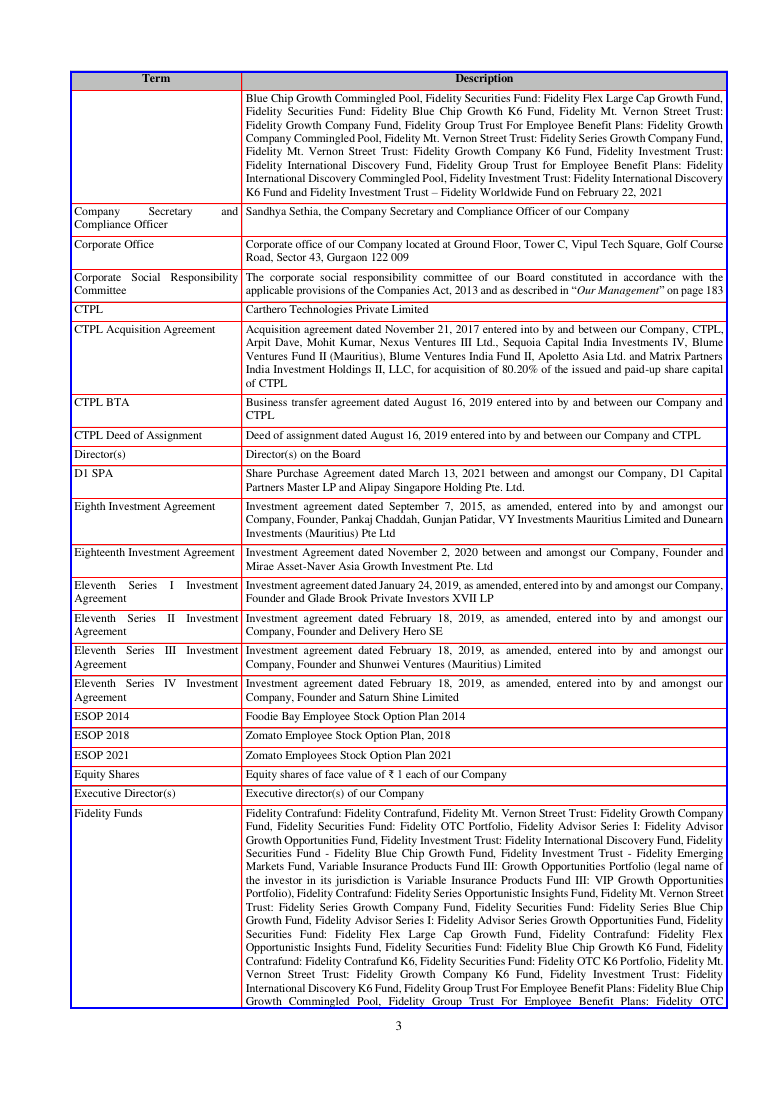 Term Description
Blue Chip Growth Commingled Pool, Fidelity Securities Fund: Fidelity Flex Large Cap Growth Fund,
Fidelity Securities Fund: Fidelity Blue Chip Growth K6 Fund, Fidelity Mt. Vernon Street Trust:
Fidelity Growth Company Fund, Fidelity Group Trust For Employee Benefit Plans: Fidelity Growth
Company Commingled Pool, Fidelity Mt. Vernon Street Trust: Fidelity Series Growth Company Fund,
Fidelity Mt. Vernon Street Trust: Fidelity Growth Company K6 Fund, Fidelity Investment Trust:
Fidelity International Discovery Fund, Fidelity Group Trust for Employee Benefit Plans: Fidelity
International Discovery Commingled Pool, Fidelity Investment Trust: Fidelity International Discovery
K6 Fund and Fidelity Investment Trust – Fidelity Worldwide Fund on February 22, 2021
Company Secretary and
Compliance Officer
Sandhya Sethia, the Company Secretary and Compliance Officer of our Company
Corporate Office
Corporate office of our Company located at Ground Floor, Tower C, Vipul Tech Square, Golf Course
Road, Sector 43, Gurgaon 122 009
Corporate Social Responsibility
Committee
The corporate social responsibility committee of our Board constituted in accordance with the
applicable provisions of the Companies Act, 2013 and as described in “Our Management” on page 183
CTPL
Carthero Technologies Private Limited
CTPL Acquisition Agreement
Acquisition agreement dated November 21, 2017 entered into by and between our Company, CTPL,
Arpit Dave, Mohit Kumar, Nexus Ventures III Ltd., Sequoia Capital India Investments IV, Blume
Ventures Fund II (Mauritius), Blume Ventures India Fund II, Apoletto Asia Ltd. and Matrix Partners
India Investment Holdings II, LLC, for acquisition of 80.20% of the issued and paid-up share capital
of CTPL
CTPL BTA
Business transfer agreement dated August 16, 2019 entered into by and between our Company and
CTPL
CTPL Deed of Assignment
Deed of assignment dated August 16, 2019 entered into by and between our Company and CTPL
Director(s)
Director(s) on the Board
D1 SPA
Share Purchase Agreement dated March 13, 2021 between and amongst our Company, D1 Capital
Partners Master LP and Alipay Singapore Holding Pte. Ltd.
Eighth Investment Agreement
Investment agreement dated September 7, 2015, as amended, entered into by and amongst our
Company, Founder, Pankaj Chaddah, Gunjan Patidar, VY Investments Mauritius Limited and Dunearn
Investments (Mauritius) Pte Ltd
Eighteenth Investment Agreement
Investment Agreement dated November 2, 2020 between and amongst our Company, Founder and
Mirae Asset-Naver Asia Growth Investment Pte. Ltd
Eleventh Series I Investment
Agreement
Investment agreement dated January 24, 2019, as amended, entered into by and amongst our Company,
Founder and Glade Brook Private Investors XVII LP
Eleventh Series II Investment
Agreement
Investment agreement dated February 18, 2019, as amended, entered into by and amongst our
Company, Founder and Delivery Hero SE
Eleventh Series III Investment
Agreement
Investment agreement dated February 18, 2019, as amended, entered into by and amongst our
Company, Founder and Shunwei Ventures (Mauritius) Limited
Eleventh Series IV Investment
Agreement
Investment agreement dated February 18, 2019, as amended, entered into by and amongst our
Company, Founder and Saturn Shine Limited
ESOP 2014
Foodie Bay Employee Stock Option Plan 2014
ESOP 2018
Zomato Employee Stock Option Plan, 2018
ESOP 2021
Zomato Employees Stock Option Plan 2021
Equity Shares
Equity shares of face value of ₹ 1 each of our Company
Executive Director(s)
Executive director(s) of our Company
Fidelity Funds
Fidelity Contrafund: Fidelity Contrafund, Fidelity Mt. Vernon Street Trust: Fidelity Growth Company
Fund, Fidelity Securities Fund: Fidelity OTC Portfolio, Fidelity Advisor Series I: Fidelity Advisor
Growth Opportunities Fund, Fidelity Investment Trust: Fidelity International Discovery Fund, Fidelity
Securities Fund - Fidelity Blue Chip Growth Fund, Fidelity Investment Trust - Fidelity Emerging
Markets Fund, Variable Insurance Products Fund III: Growth Opportunities Portfolio (legal name of
the investor in its jurisdiction is Variable Insurance Products Fund III: VIP Growth Opportunities
Portfolio), Fidelity Contrafund: Fidelity Series Opportunistic Insights Fund, Fidelity Mt. Vernon Street
Trust: Fidelity Series Growth Company Fund, Fidelity Securities Fund: Fidelity Series Blue Chip
Growth Fund, Fidelity Advisor Series I: Fidelity Advisor Series Growth Opportunities Fund, Fidelity
Securities Fund: Fidelity Flex Large Cap Growth Fund, Fidelity Contrafund: Fidelity Flex
Opportunistic Insights Fund, Fidelity Securities Fund: Fidelity Blue Chip Growth K6 Fund, Fidelity
Contrafund: Fidelity Contrafund K6, Fidelity Securities Fund: Fidelity OTC K6 Portfolio, Fidelity Mt.
Vernon Street Trust: Fidelity Growth Company K6 Fund, Fidelity Investment Trust: Fidelity
International Discovery K6 Fund, Fidelity Group Trust For Employee Benefit Plans: Fidelity Blue Chip
Growth Commingled Pool, Fidelity Group Trust For Employee Benefit Plans: Fidelity OTC
3